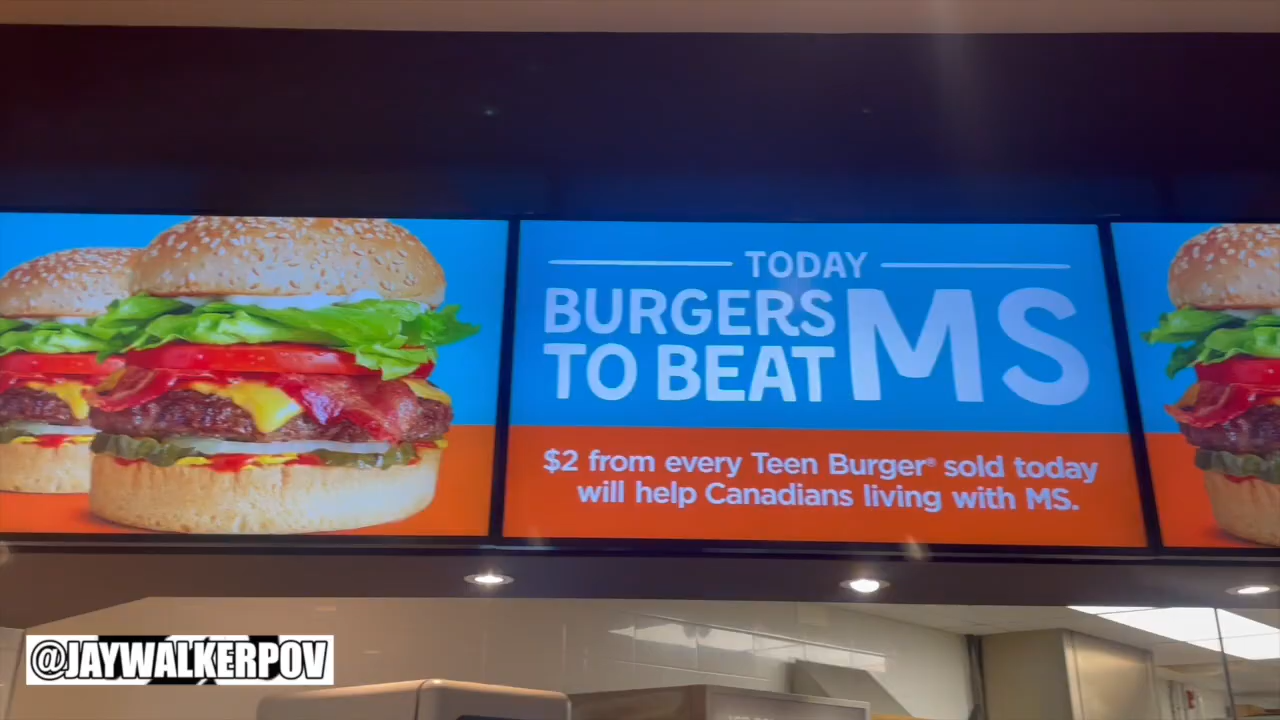 TODAY
BURGERS
TO BEAT
MS
$2 from every Teen Burger® sold today
will help Canadians living with MS.
@JAYWALKERPOV